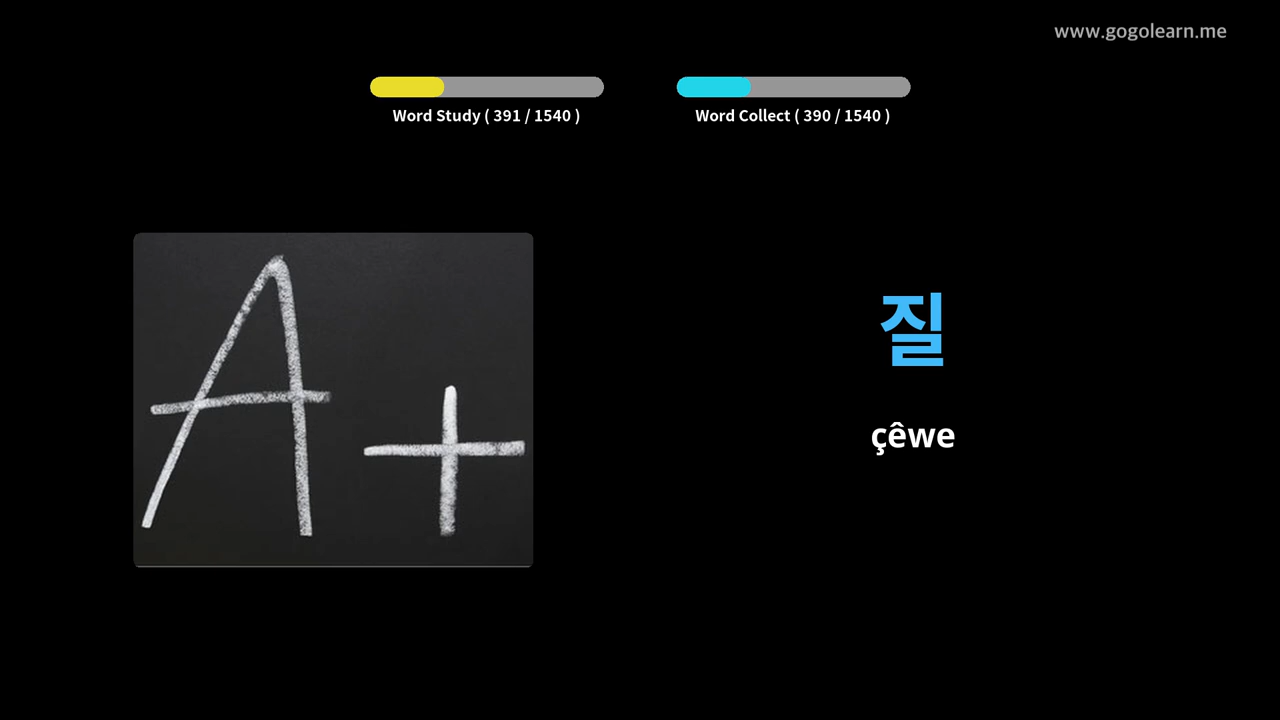 www.gogolearn.me
Word Study ( 391 / 1540 )
Word Collect ( 390 / 1540 )
A+
질
çêwe